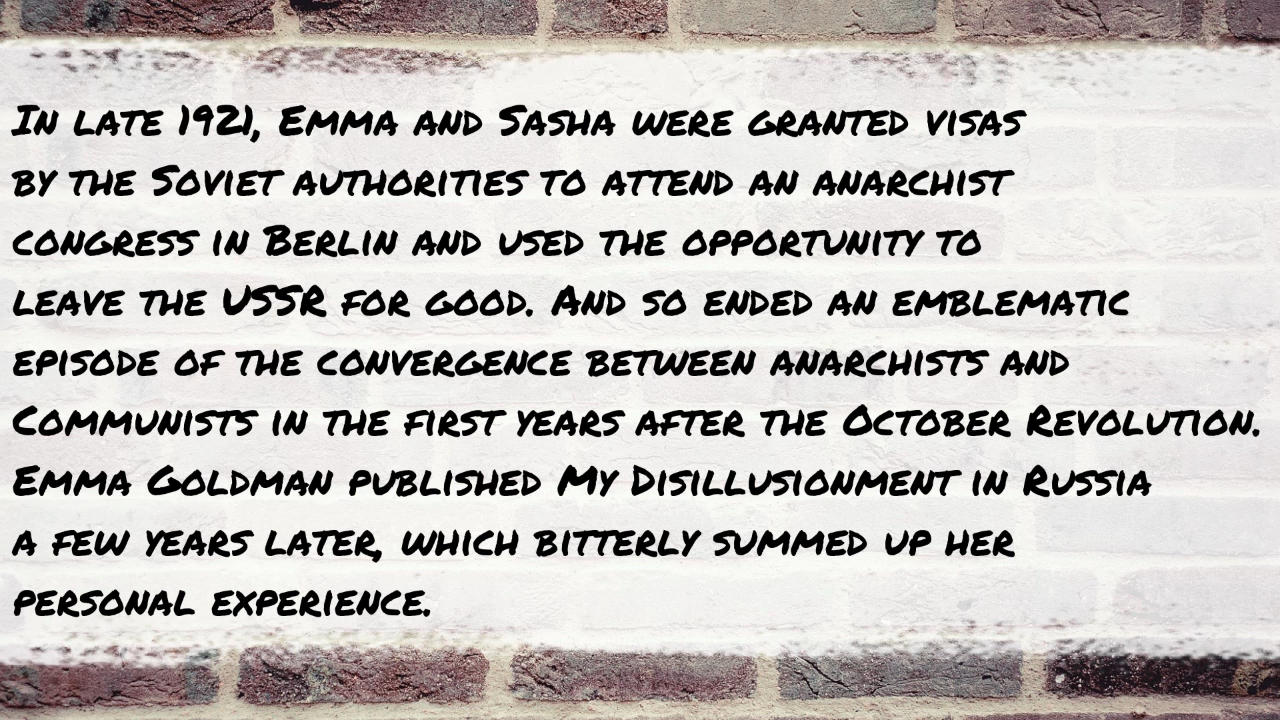 In late 1921, Emma and Sasha were granted visas
by the Soviet authorities to attend an anarchist
congress in Berlin and used the opportunity to
leave the USSR for good. And so ended an emblematic
episode of the convergence between anarchists and
Communists in the first years after the October Revolution.
Emma Goldman published My Disillusionment in Russia
a few years later, which bitterly summed up her
personal experience.